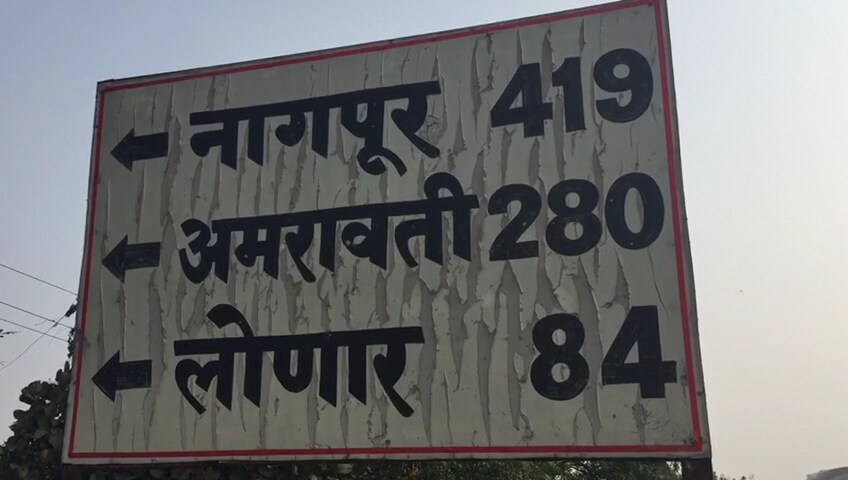 ← नागपूर 419
← अमरावती 280
← लोणार 84